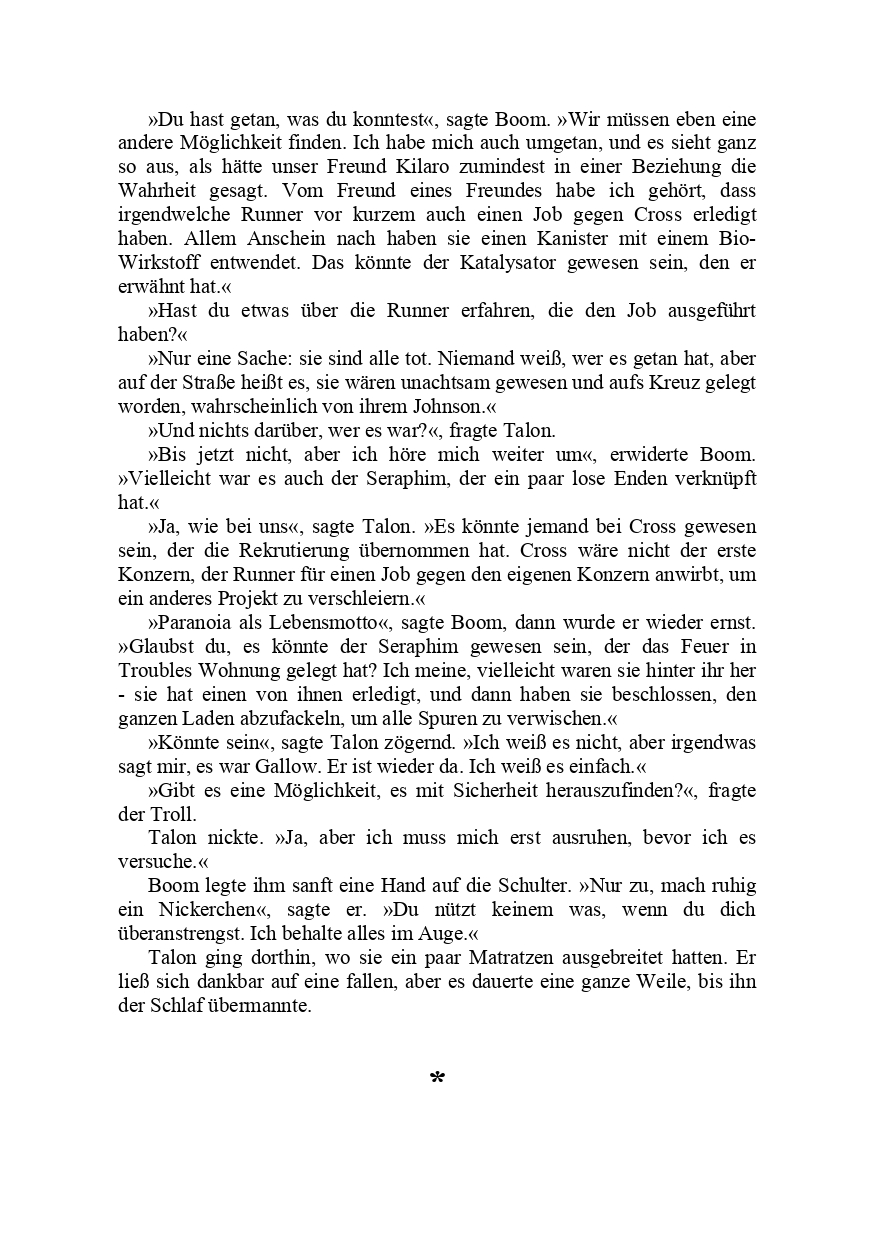 »Du hast getan, was du konntest«, sagte Boom. »Wir müssen eben eine
andere Möglichkeit finden. Ich habe mich auch umgetan, und es sieht ganz
so aus, als hätte unser Freund Kilaro zumindest in einer Beziehung die
Wahrheit gesagt. Vom Freund eines Freundes habe ich gehört, dass
irgendwelche Runner vor kurzem auch einen Job gegen Cross erledigt
haben. Allem Anschein nach haben sie einen Kanister mit einem Bio-
Wirkstoff entwendet. Das könnte der Katalysator gewesen sein, den er
erwähnt hat.«
»Hast du etwas über die Runner erfahren, die den Job ausgeführt
haben?«
»Nur eine Sache: sie sind alle tot. Niemand weiß, wer es getan hat, aber
auf der Straße heißt es, sie wären unachtsam gewesen und aufs Kreuz gelegt
worden, wahrscheinlich von ihrem Johnson.«
»Und nichts darüber, wer es war?«, fragte Talon.
»Bis jetzt nicht, aber ich höre mich weiter um«, erwiderte Boom.
»Vielleicht war es auch der Seraphim, der ein paar lose Enden verknüpft
hat.«
»Ja, wie bei uns«, sagte Talon. »Es könnte jemand bei Cross gewesen
sein, der die Rekrutierung übernommen hat. Cross wäre nicht der erste
Konzern, der Runner für einen Job gegen den eigenen Konzern anwirbt, um
ein anderes Projekt zu verschleiern.«
»Paranoia als Lebensmotto«, sagte Boom, dann wurde er wieder ernst.
»Glaubst du, es könnte der Seraphim gewesen sein, der das Feuer in
Troubles Wohnung gelegt hat? Ich meine, vielleicht waren sie hinter ihr her
- sie hat einen von ihnen erledigt, und dann haben sie beschlossen, den
ganzen Laden abzufackeln, um alle Spuren zu verwischen.«
»Könnte sein«, sagte Talon zögernd. »Ich weiß es nicht, aber irgendwas
sagt mir, es war Gallow. Er ist wieder da. Ich weiß es einfach.«
»Gibt es eine Möglichkeit, es mit Sicherheit herauszufinden?«, fragte
der Troll.
Talon nickte. »Ja, aber ich muss mich erst ausruhen, bevor ich es
versuche.«
Boom legte ihm sanft eine Hand auf die Schulter. »Nur zu, mach ruhig
ein Nickerchen«, sagte er. »Du nützt keinem was, wenn du dich
überanstrengst. Ich behalte alles im Auge.«
Talon ging dorthin, wo sie ein paar Matratzen ausgebreitet hatten. Er
ließ sich dankbar auf eine fallen, aber es dauerte eine ganze Weile, bis ihn
der Schlaf übermannte.
*